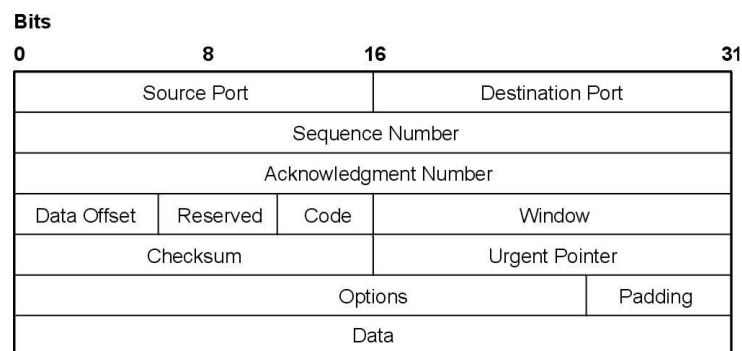 Bits
0 8 16 31
Source Port Destination Port
Sequence Number
Acknowledgment Number
Data Offset Reserved Code Window
Checksum Urgent Pointer
Options Padding
Data